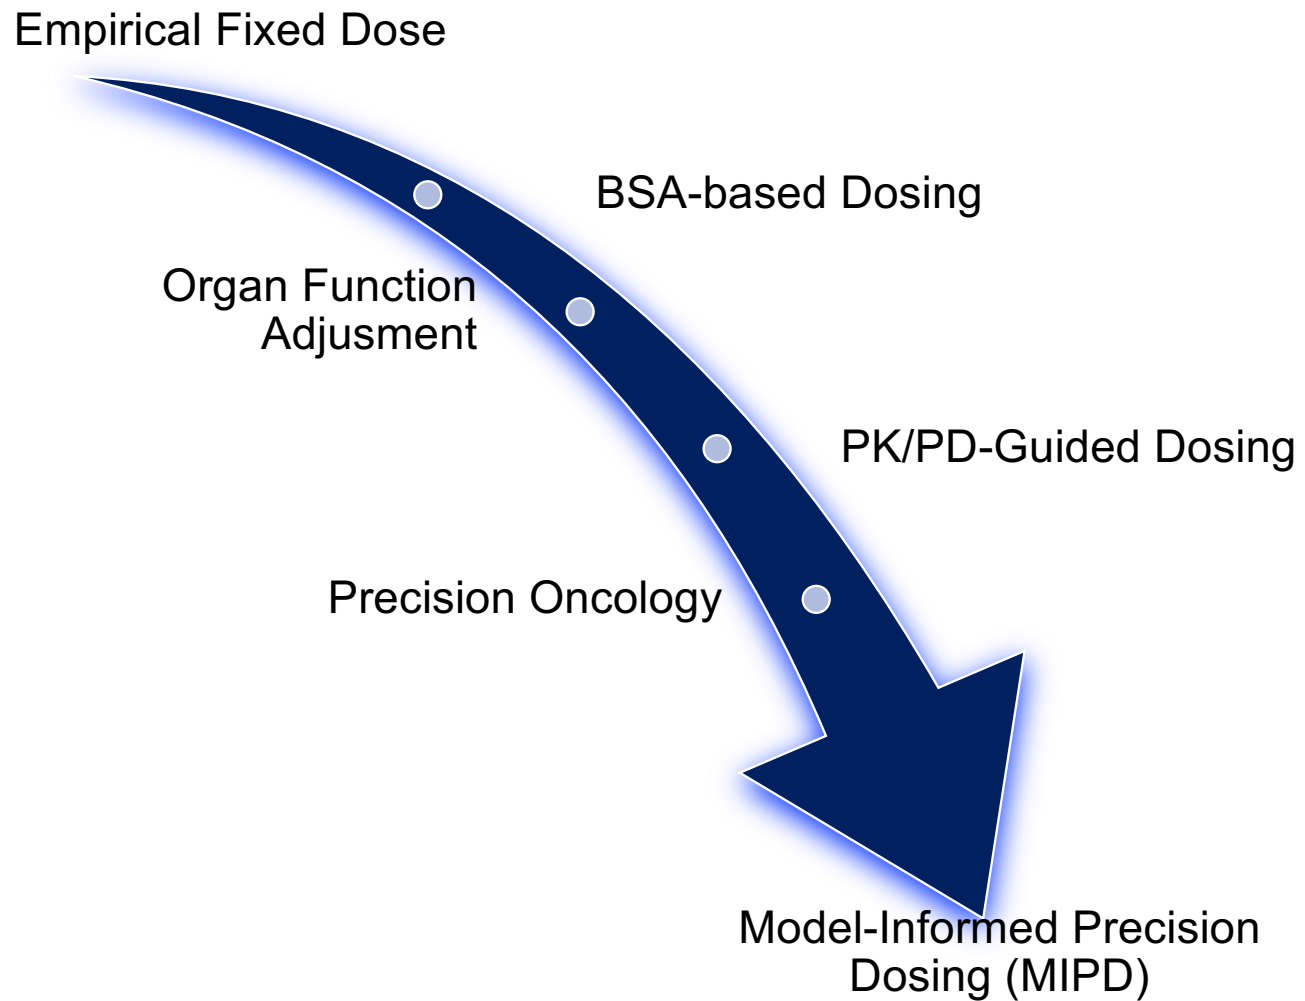 Empirical Fixed Dose
BSA-based Dosing
Organ Function
Adjusment
PK/PD-Guided Dosing
Precision Oncology
Model-Informed Precision
Dosing (MIPD)